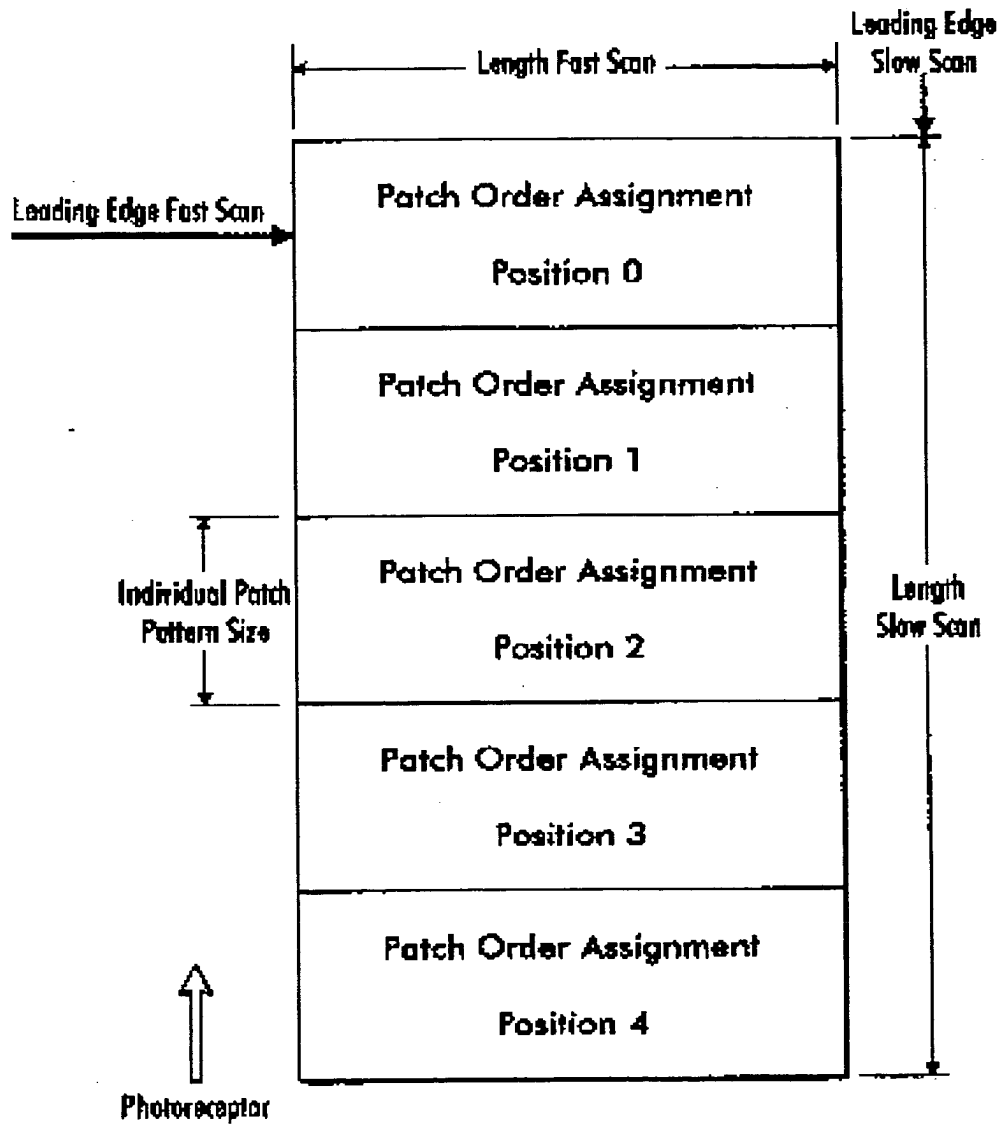 Leading Edge
Slow Scan
Length Fast Scan
Leading Edge Fast Scan
Patch Order Assignment
Position 0
Patch Order Assignment
Position 1
Individual Patch
Pattern Size
Patch Order Assignment
Position 2
Length
Slow Scan
Patch Order Assignment
Position 3
Patch Order Assignment
Position 4
Photoreceptor